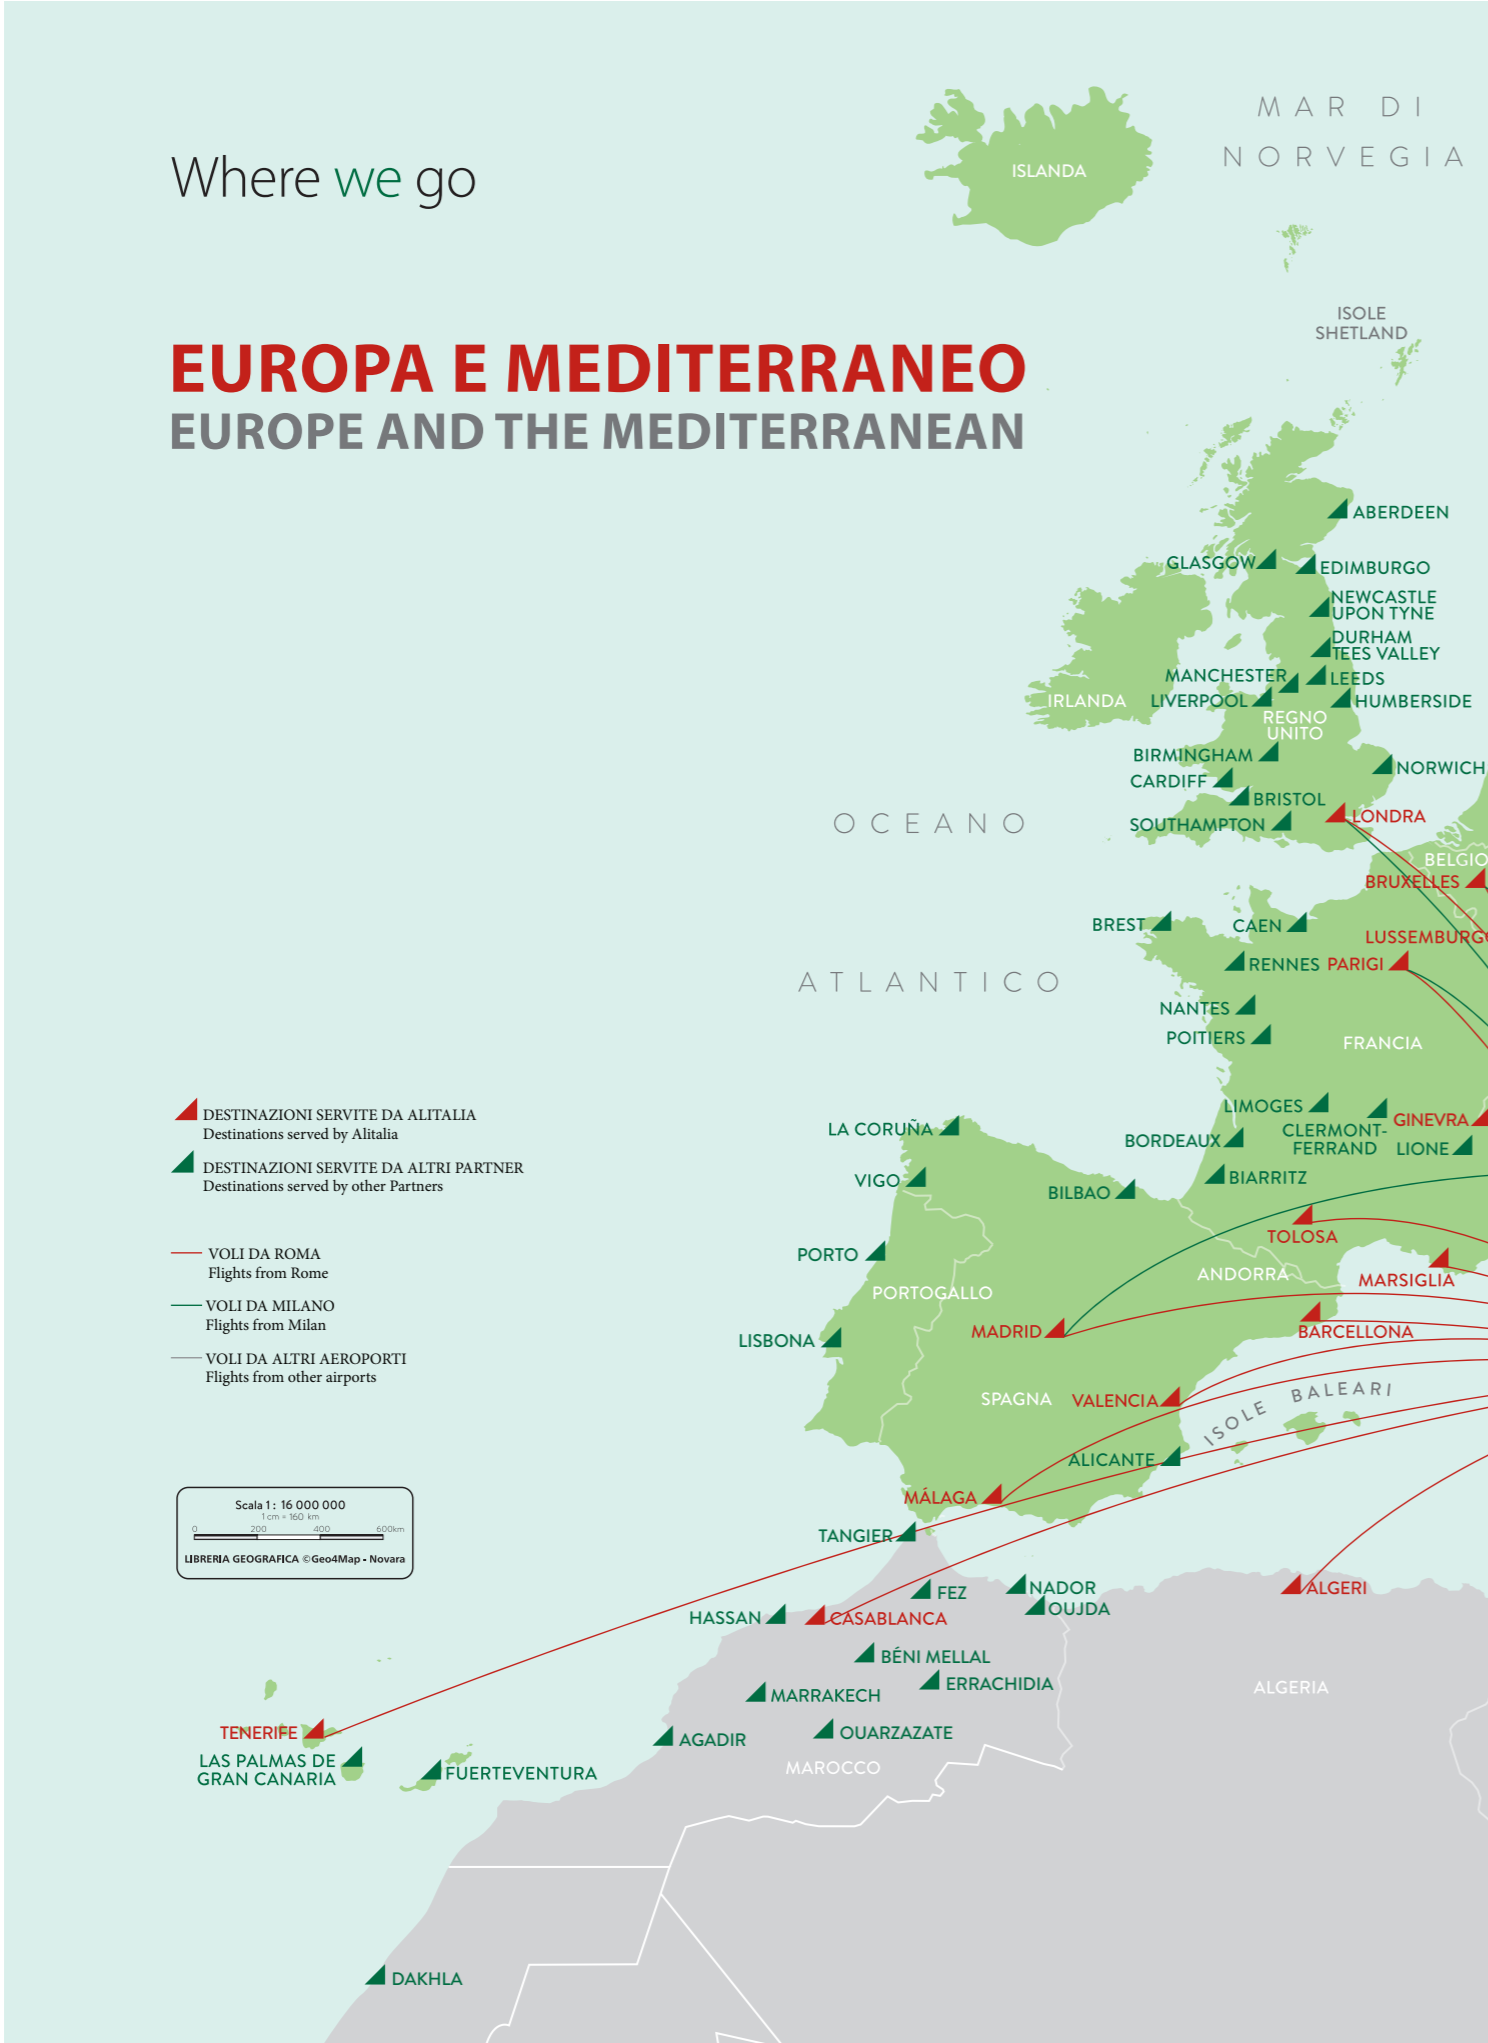 Where we go
EUROPA E MEDITERRANEO
EUROPE AND THE MEDITERRANEAN
MAR DI
NORVEGIA
ISLANDA
ISOLE
SHETLAND
ABERDEEN
GLASGOW
EDIMBURGO
NEWCASTLE
UPON TYNE
DURHAM
TEES VALLEY
MANCHESTER
LEEDS
IRLANDA
LIVERPOOL
HUMBERSIDE
REGNO
UNITO
BIRMINGHAM
NORWICH
CARDIFF
BRISTOL
OCEANO
SOUTHAMPTON
LONDRA
BELGIO
BRUXELLES
BREST
CAEN
LUSSEMBURGO
RENNES
PARIGI
ATLANTICO
NANTES
POITIERS
FRANCIA
LIMOGES
CLERMONT-
FERRAND
GINEVRA
LA CORUÑA
BORDEAUX
LIONE
VIGO
BILBAO
BIARRITZ
TOLOSA
PORTO
ANDORRA
MARSIGLIA
PORTOGALLO
LISBONA
MADRID
BARCELLONA
SPAGNA
VALENCIA
ISOLE BALEARI
ALICANTE
MÁLAGA
TANGIER
FEZ
NADOR
ALGERI
HASSAN
CASABLANCA
OUJDA
BÉNI MELLAL
ERRACHIDIA
ALGERIA
MARRAKECH
TENERIFE
AGADIR
OUARZAZATE
LAS PALMAS DE
GRAN CANARIA
FUERTEVENTURA
MAROCCO
DAKHLA
DESTINAZIONI SERVITE DA ALITALIA
Destinations served by Alitalia
DESTINAZIONI SERVITE DA ALTRI PARTNER
Destinations served by other Partners
VOLI DA ROMA
Flights from Rome
VOLI DA MILANO
Flights from Milan
VOLI DA ALTRI AEROPORTI
Flights from other airports
Scala 1 : 16 000 000
1 cm = 160 km
0 200 400 600km
LIBRERIA GEOGRAFICA ©Geo4Map - Novara